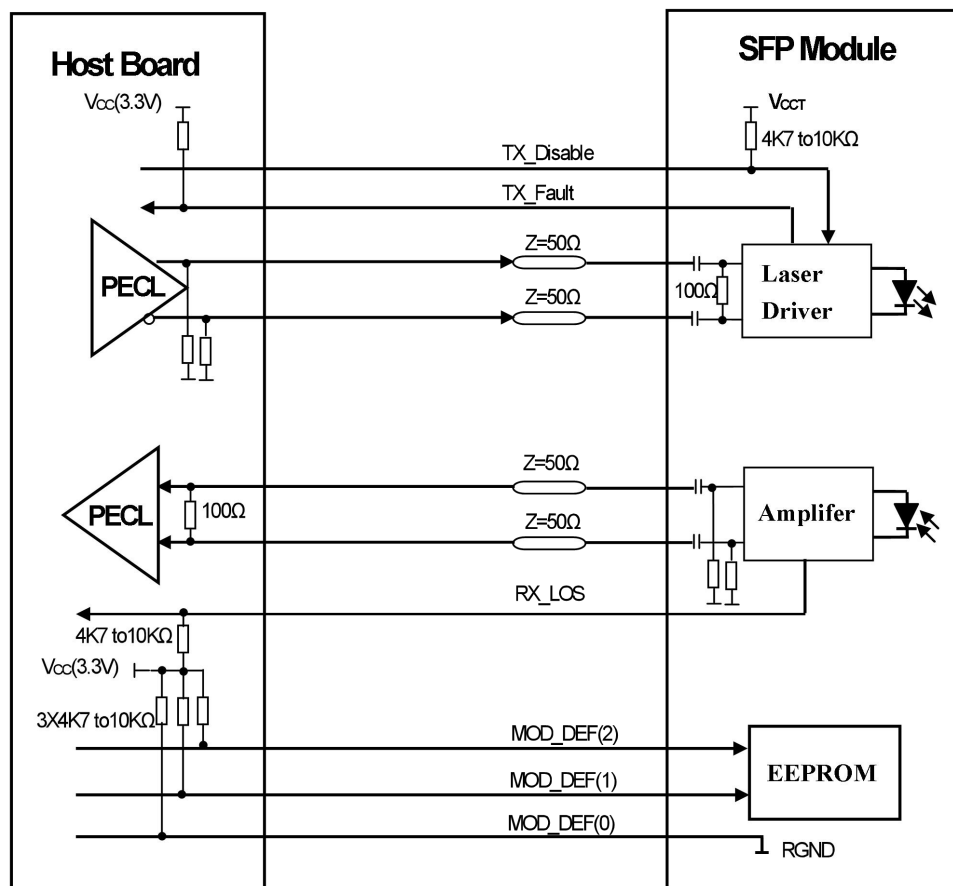 Host Board
SFP Module
VCC(3.3V)
VCCT
4K7 to10KΩ
TX_Disable
TX_Fault
Z=50Ω
PECL
100Ω
Laser
Driver
Z=50Ω
Z=50Ω
PECL
100Ω
Amplifer
Z=50Ω
RX_LOS
4K7 to10KΩ
VCC(3.3V)
3X4K7 to10KΩ
MOD_DEF(2)
EEPROM
MOD_DEF(1)
MOD_DEF(0)
RGND